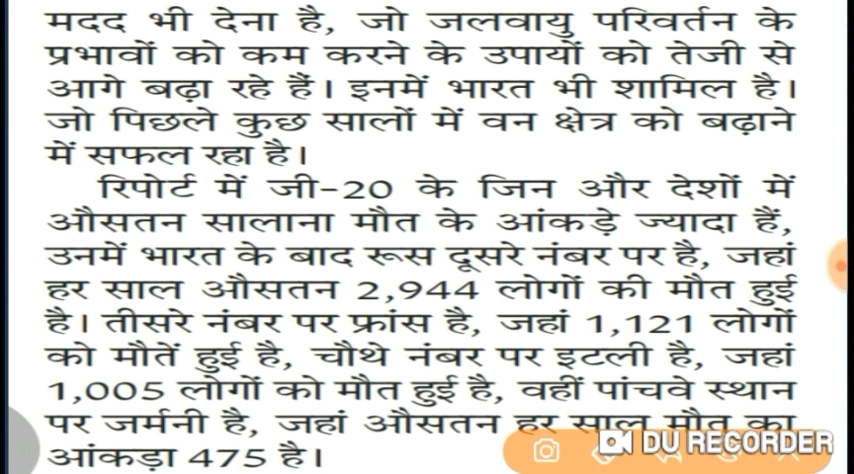 मदद भी देना है, जो जलवायु परिवर्तन के
प्रभावों को कम करने के उपायों को तेजी से
आगे बढ़ा रहे हैं। इनमें भारत भी शामिल है।
जो पिछले कुछ सालों में वन क्षेत्र को बढ़ाने
में सफल रहा है।
रिपोर्ट में जी-20 के जिन और देशों में
औसतन सालाना मौत के आंकड़े ज्यादा हैं,
उनमें भारत के बाद रूस दूसरे नंबर पर है, जहां
हर साल औसतन 2,944 लोगों की मौत हुई
है। तीसरे नंबर पर फ्रांस है, जहां 1,121 लोगों
को मौतें हुई है, चौथे नंबर पर इटली है, जहां
1,005 लोगों को मौत हुई है, वहीं पांचवे स्थान
पर जर्मनी है, जहां औसतन हर साल मौत का
आंकड़ा 475 है।
DU RECORDER